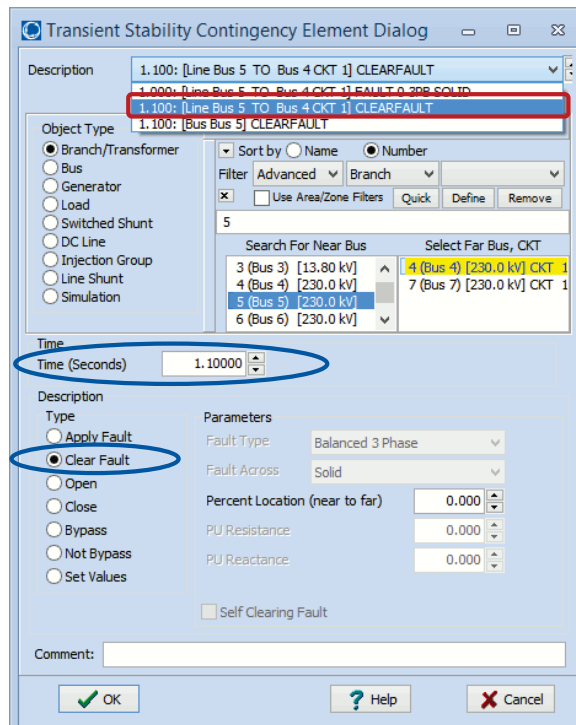 Transient Stability Contingency Element Dialog
Description 1.100: [Line Bus 5 TO Bus 4 CKT 1] CLEARFAULT
1.000: [Line Bus 5 TO Bus 4 CKT 1] FAULT 0 3PB SOLID
1.100: [Line Bus 5 TO Bus 4 CKT 1] CLEARFAULT
1.100: [Bus Bus 5] CLEARFAULT
Object Type
Branch/Transformer
Bus
Generator
Load
Switched Shunt
DC Line
Injection Group
Line Shunt
Simulation
Sort by Name Number
Filter Advanced Branch
Use Area/Zone Filters Quick Define Remove
5
Search For Near Bus Select Far Bus, CKT
3 (Bus 3) [13.80 kV] 4 (Bus 4) [230.0 kV] CKT 1
4 (Bus 4) [230.0 kV] 7 (Bus 7) [230.0 kV] CKT 1
5 (Bus 5) [230.0 kV]
6 (Bus 6) [230.0 kV]
Time
Time (Seconds) 1.10000
Description
Type
Apply Fault
Clear Fault
Open
Close
Bypass
Not Bypass
Set Values
Parameters
Fault Type Balanced 3 Phase
Fault Across Solid
Percent Location (near to far) 0.000
PU Resistance 0.000
PU Reactance 0.000
Self Clearing Fault
Comment:
OK ? Help Cancel